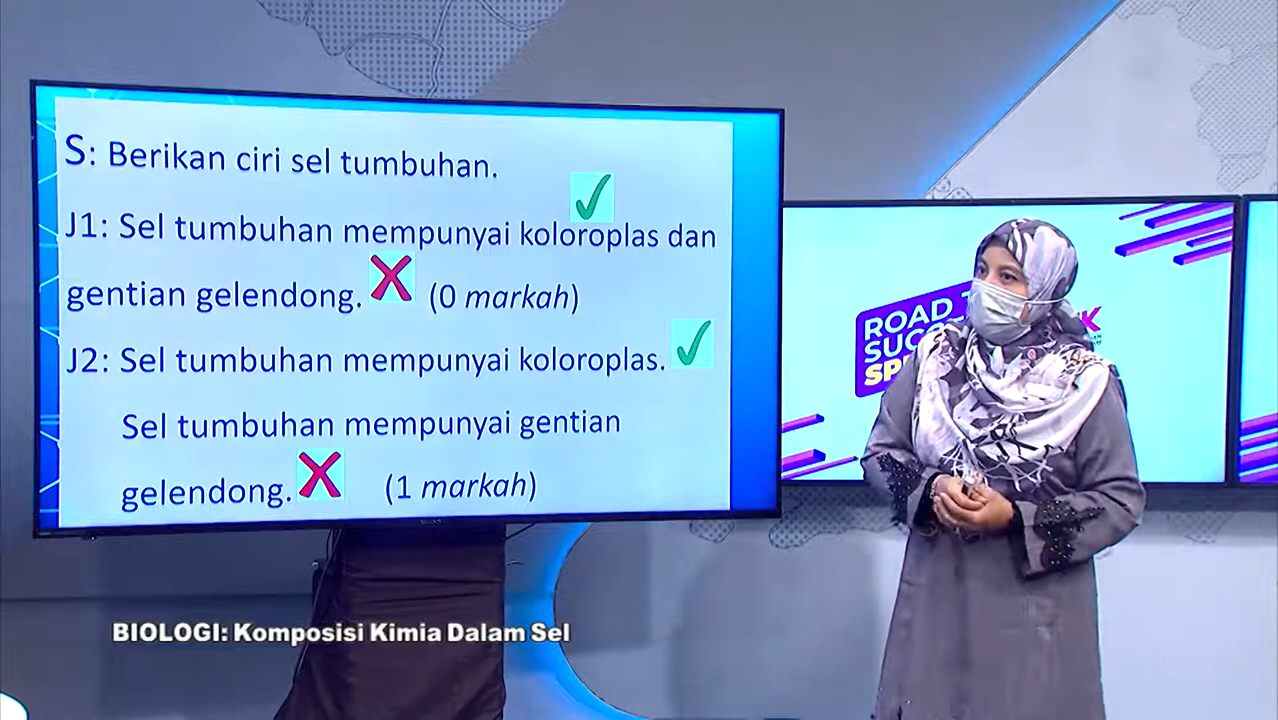 S: Berikan ciri sel tumbuhan.
J1: Sel tumbuhan mempunyai koloroplas dan
gentian gelendong. (0 markah)
J2: Sel tumbuhan mempunyai koloroplas.
Sel tumbuhan mempunyai gentian
gelendong. (1 markah)
ROAD
SUCC
SP
BIOLOGI: Komposisi Kimia Dalam Sel